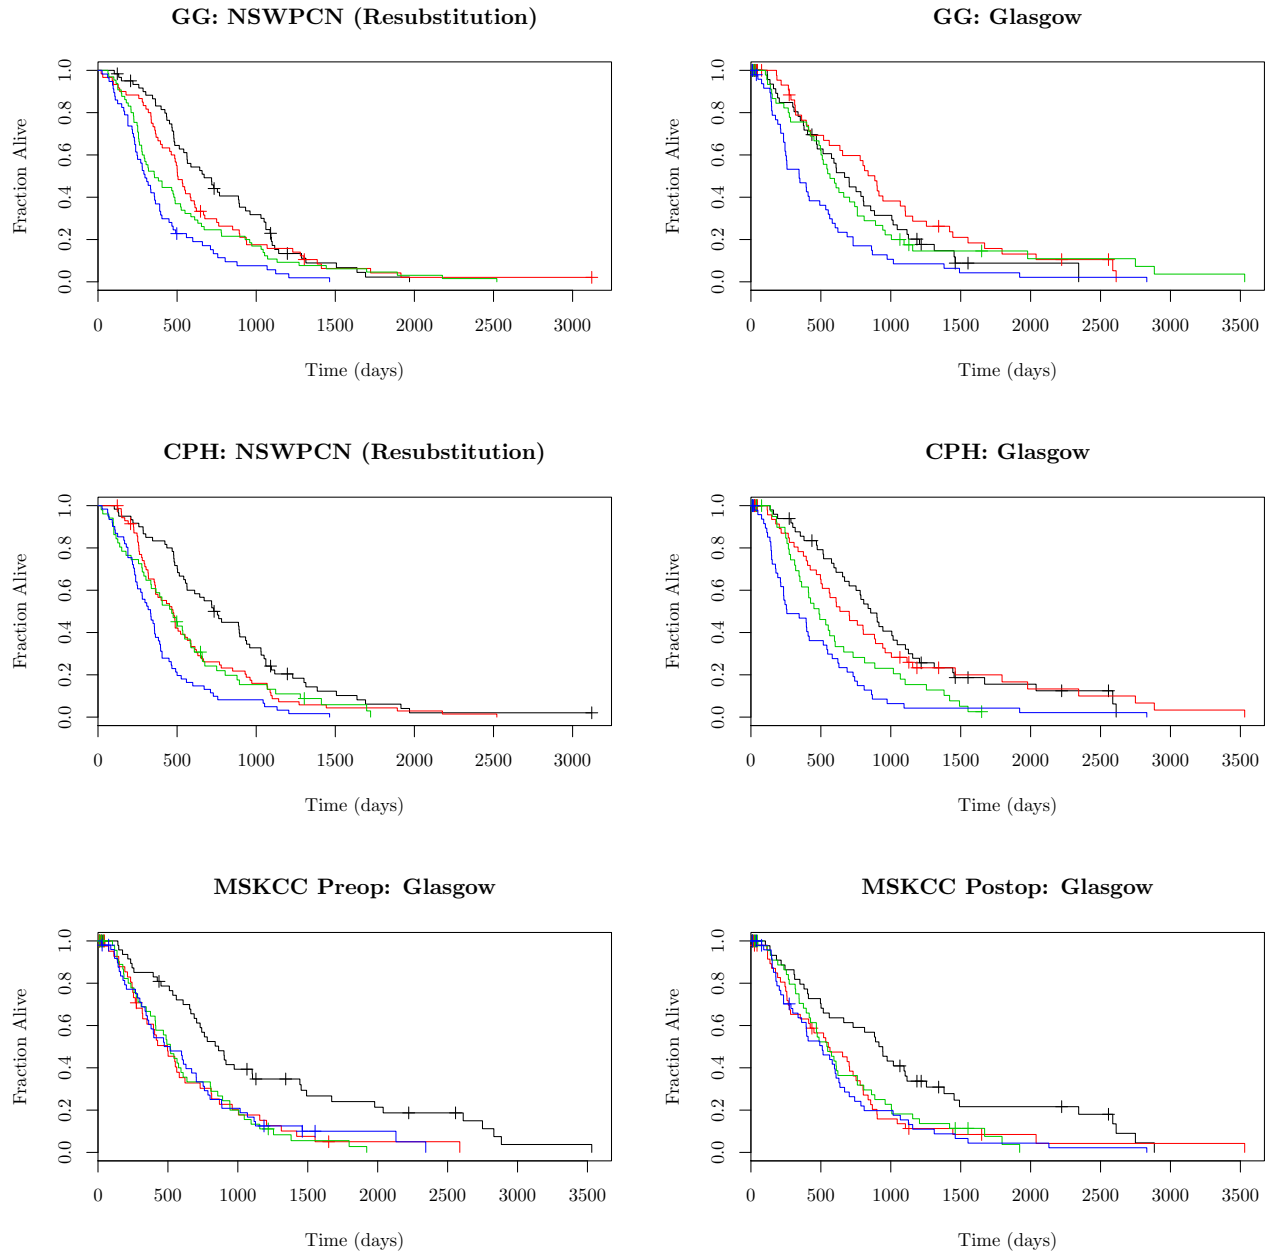 GG: NSWPCN (Resubstitution)
Fraction Alive
1.0
0.8
0.6
0.4
0.2
0.0
0 500 1000 1500 2000 2500 3000
Time (days)
GG: Glasgow
Fraction Alive
1.0
0.8
0.6
0.4
0.2
0.0
0 500 1000 1500 2000 2500 3000 3500
Time (days)
CPH: NSWPCN (Resubstitution)
Fraction Alive
1.0
0.8
0.6
0.4
0.2
0.0
0 500 1000 1500 2000 2500 3000
Time (days)
CPH: Glasgow
Fraction Alive
1.0
0.8
0.6
0.4
0.2
0.0
0 500 1000 1500 2000 2500 3000 3500
Time (days)
MSKCC Preop: Glasgow
Fraction Alive
1.0
0.8
0.6
0.4
0.2
0.0
0 500 1000 1500 2000 2500 3000 3500
Time (days)
MSKCC Postop: Glasgow
Fraction Alive
1.0
0.8
0.6
0.4
0.2
0.0
0 500 1000 1500 2000 2500 3000 3500
Time (days)